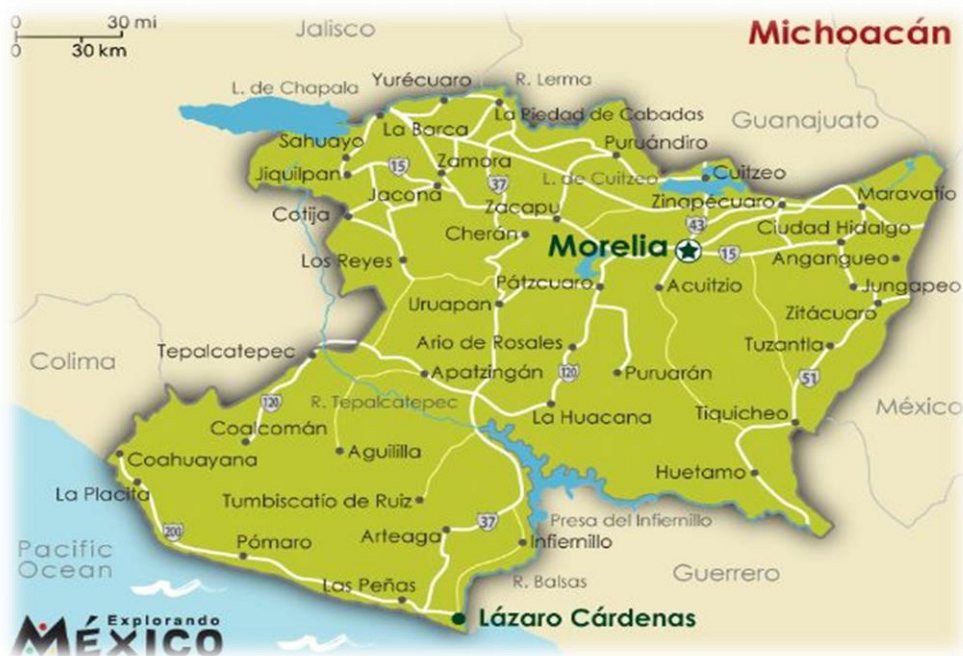 0 30 mi
0 30 km
Jalisco
Michoacán
L. de Chapala
Yurécuaro
R. Lerma
La Piedad de Cabadas
Guanajuato
La Barca
Sahuayo
Puruándiro
15
Zamora
Jiquilpan
37
L. de Cuitzeo
Cuitzeo
Jacona
Zinapécuaro
Maravatío
Cotija
Zacapu
43
Ciudad Hidalgo
Cherán
Morelia
15
Angangueo
Los Reyes
Pátzcuaro
Acuitzio
Jungapeo
Uruapan
Zitácuaro
Ario de Rosales
Tuzantla
Tepalcatepec
Colima
Apatzingán
120
Puruarán
51
120
R. Tepalcatepec
La Huacana
Tiquicheo
México
Coalcomán
Aguililla
Coahuayana
Huetamo
La Placita
Tumbiscatío de Ruiz
Presa del Infiernillo
200
37
Pacific
Ocean
Pómaro
Arteaga
Infiernillo
Guerrero
Las Peñas
R. Balsas
Lázaro Cárdenas
Explorando
MÉXICO